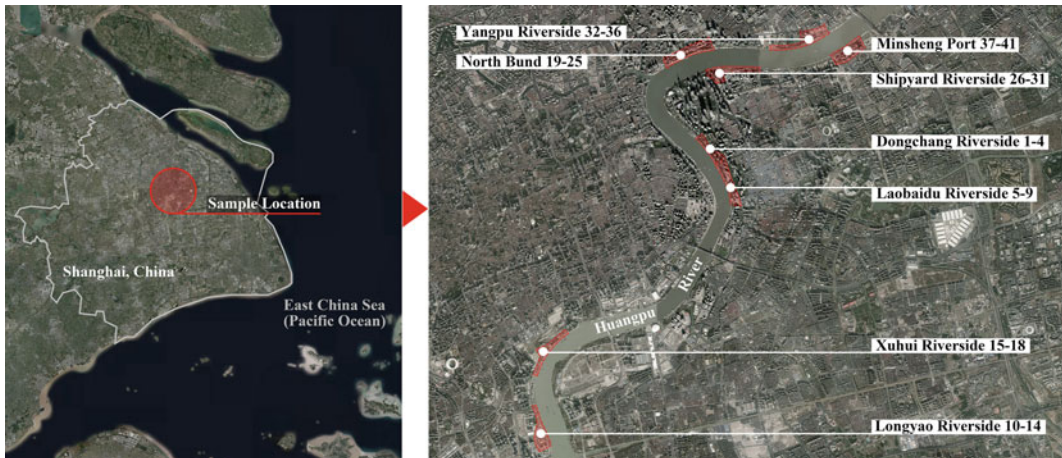 Sample Location
Shanghai, China
East China Sea
(Pacific Ocean)
Yangpu Riverside 32-36
North Bund 19-25
Minsheng Port 37-41
Shipyard Riverside 26-31
Dongchang Riverside 1-4
Laobaidu Riverside 5-9
Huangpu River
Xuhui Riverside 15-18
Longyao Riverside 10-14